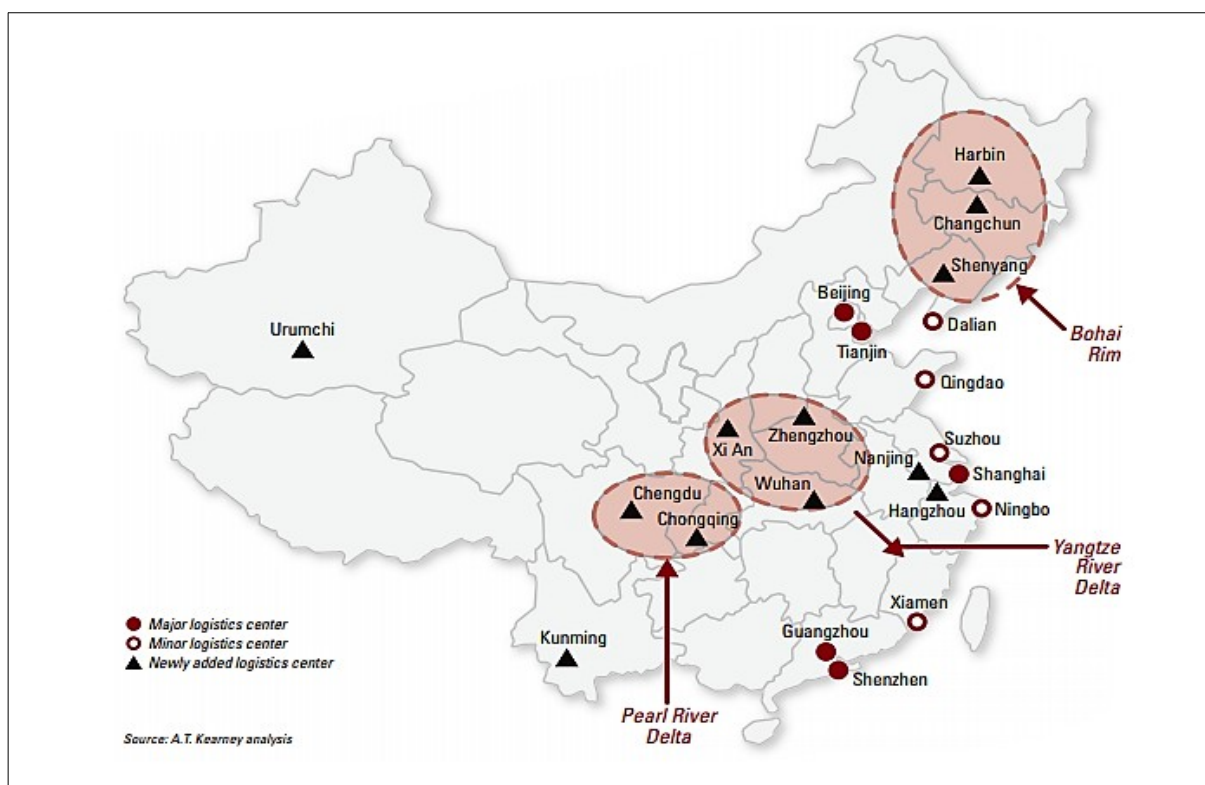 Harbin
Changchun
Shenyang
Beijing
Tianjin
Dalian
Bohai
Rim
Urumchi
Qingdao
Zhengzhou
Xi An
Suzhou
Nanjing
Shanghai
Wuhan
Hangzhou
Ningbo
Chengdu
Chongqing
Yangtze
River
Delta
Xiamen
Guangzhou
Shenzhen
Kunming
Pearl River
Delta
Major logistics center
Minor logistics center
Newly added logistics center
Source: A.T. Kearney analysis